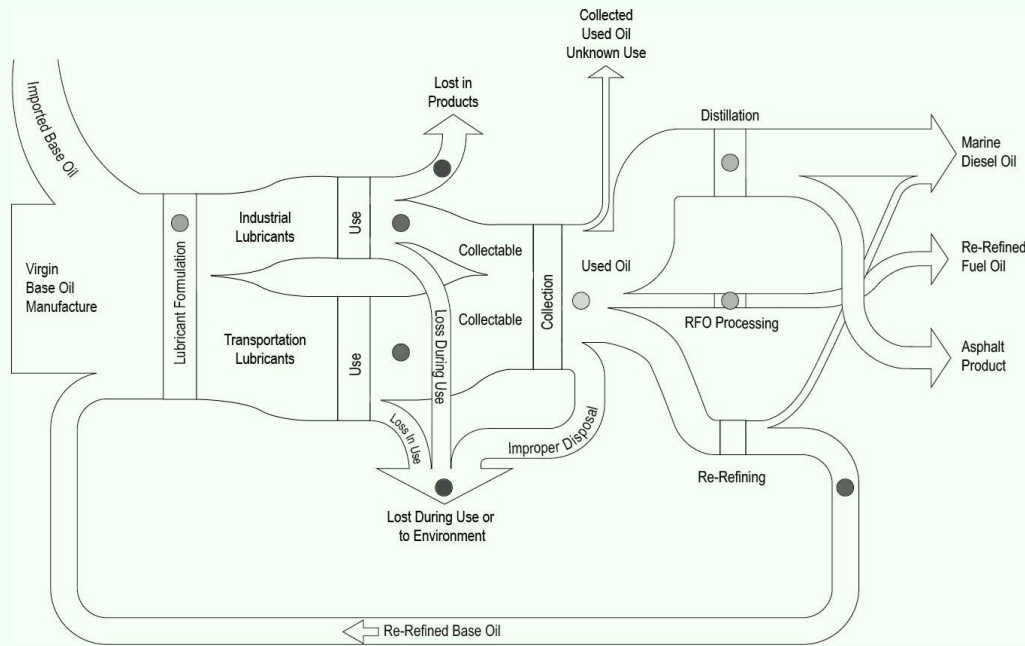 Collected
Used Oil
Unknown Use
Imported Base Oil
Lost in
Products
Distillation
Marine
Diesel Oil
Industrial
Lubricants
Use
Collectable
Used Oil
Re-Refined
Fuel Oil
Virgin
Base Oil
Manufacture
Lubricant Formulation
Collection
Loss During Use
Collectable
RFO Processing
Transportation
Lubricants
Use
Asphalt
Product
Loss In Use
Improper Disposal
Re-Refining
Lost During Use or
to Environment
Re-Refined Base Oil